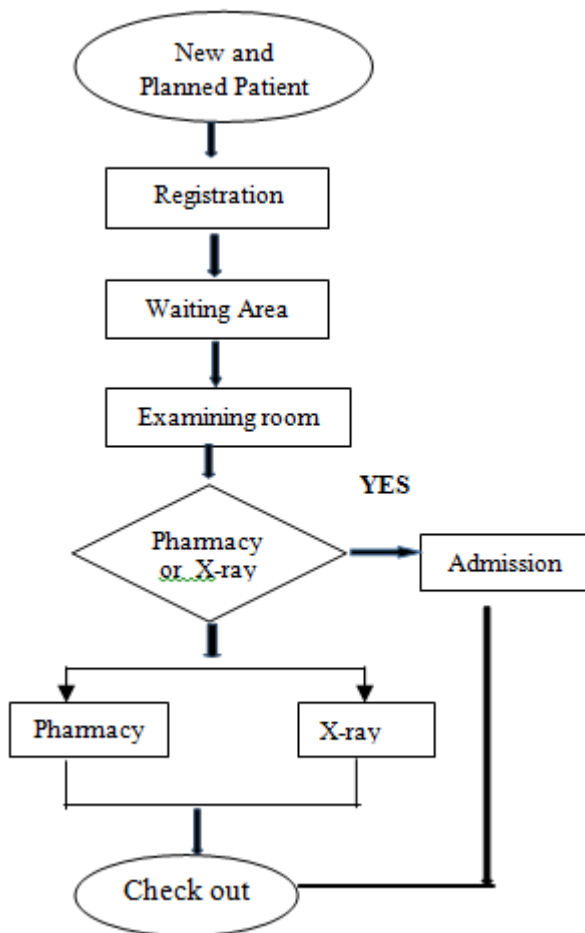 New and
Planned Patient
Registration
Waiting Area
Examining room
YES
Pharmacy
or X-ray
Admission
Pharmacy
X-ray
Check out